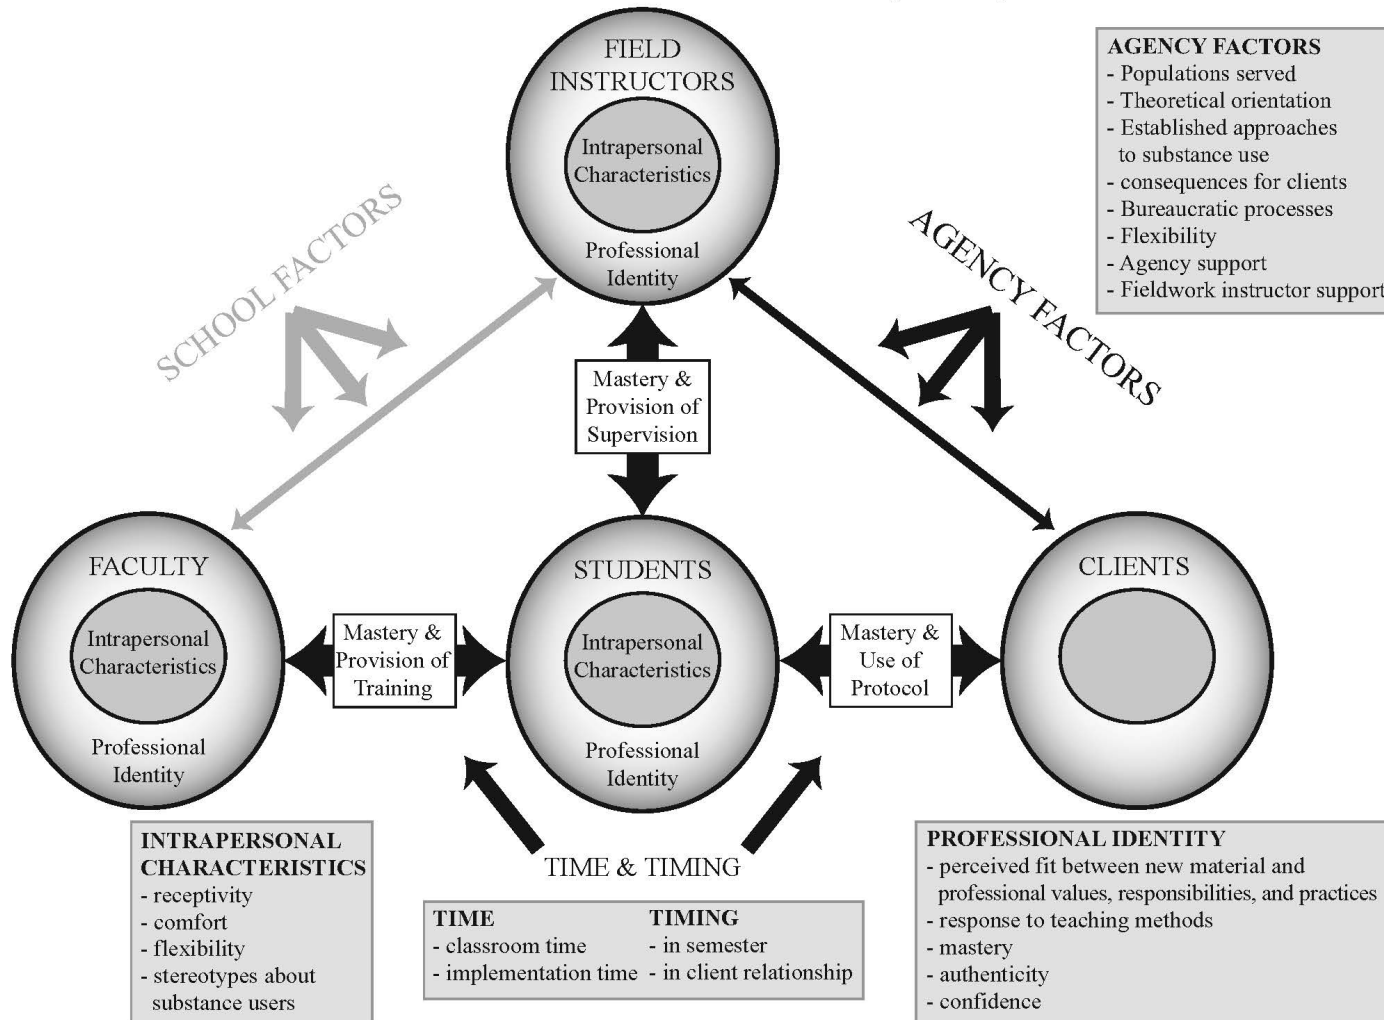 FIELD
INSTRUCTORS
Intrapersonal
Characteristics
Professional
Identity
AGENCY FACTORS
- Populations served
- Theoretical orientation
- Established approaches
to substance use
- consequences for clients
- Bureaucratic processes
- Flexibility
- Agency support
- Fieldwork instructor support
SCHOOL FACTORS
AGENCY FACTORS
Mastery &
Provision of
Supervision
FACULTY
Intrapersonal
Characteristics
Professional
Identity
Mastery &
Provision of
Training
STUDENTS
Intrapersonal
Characteristics
Professional
Identity
Mastery &
Use of
Protocol
CLIENTS
TIME & TIMING
INTRAPERSONAL
CHARACTERISTICS
- receptivity
- comfort
- flexibility
- stereotypes about
substance users
TIME
- classroom time
- implementation time
TIMING
- in semester
- in client relationship
PROFESSIONAL IDENTITY
- perceived fit between new material and
professional values, responsibilities, and practices
- response to teaching methods
- mastery
- authenticity
- confidence